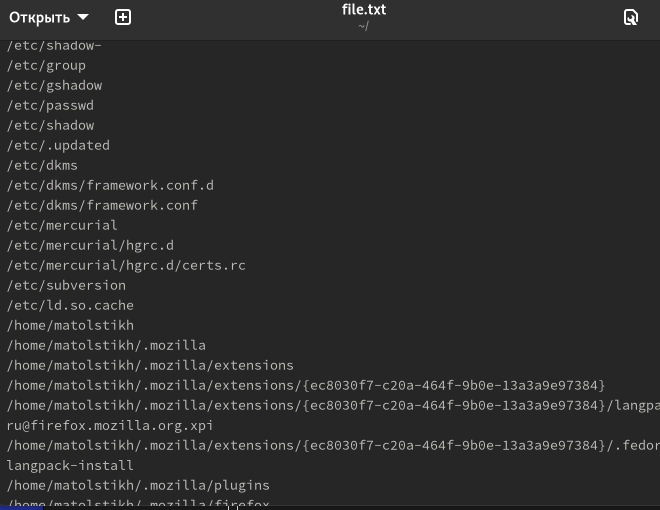 Открыть
file.txt
~/
/etc/shadow-
/etc/group
/etc/gshadow
/etc/passwd
/etc/shadow
/etc/.updated
/etc/dkms
/etc/dkms/framework.conf.d
/etc/dkms/framework.conf
/etc/mercurial
/etc/mercurial/hgrc.d
/etc/mercurial/hgrc.d/certs.rc
/etc/subversion
/etc/ld.so.cache
/home/matolstikh
/home/matolstikh/.mozilla
/home/matolstikh/.mozilla/extensions
/home/matolstikh/.mozilla/extensions/{ec8030f7-c20a-464f-9b0e-13a3a9e97384}
/home/matolstikh/.mozilla/extensions/{ec8030f7-c20a-464f-9b0e-13a3a9e97384}/langpa
ru@firefox.mozilla.org.xpi
/home/matolstikh/.mozilla/extensions/{ec8030f7-c20a-464f-9b0e-13a3a9e97384}/.fedor
langpack-install
/home/matolstikh/.mozilla/plugins
/home/matolstikh/.mozilla/firefox